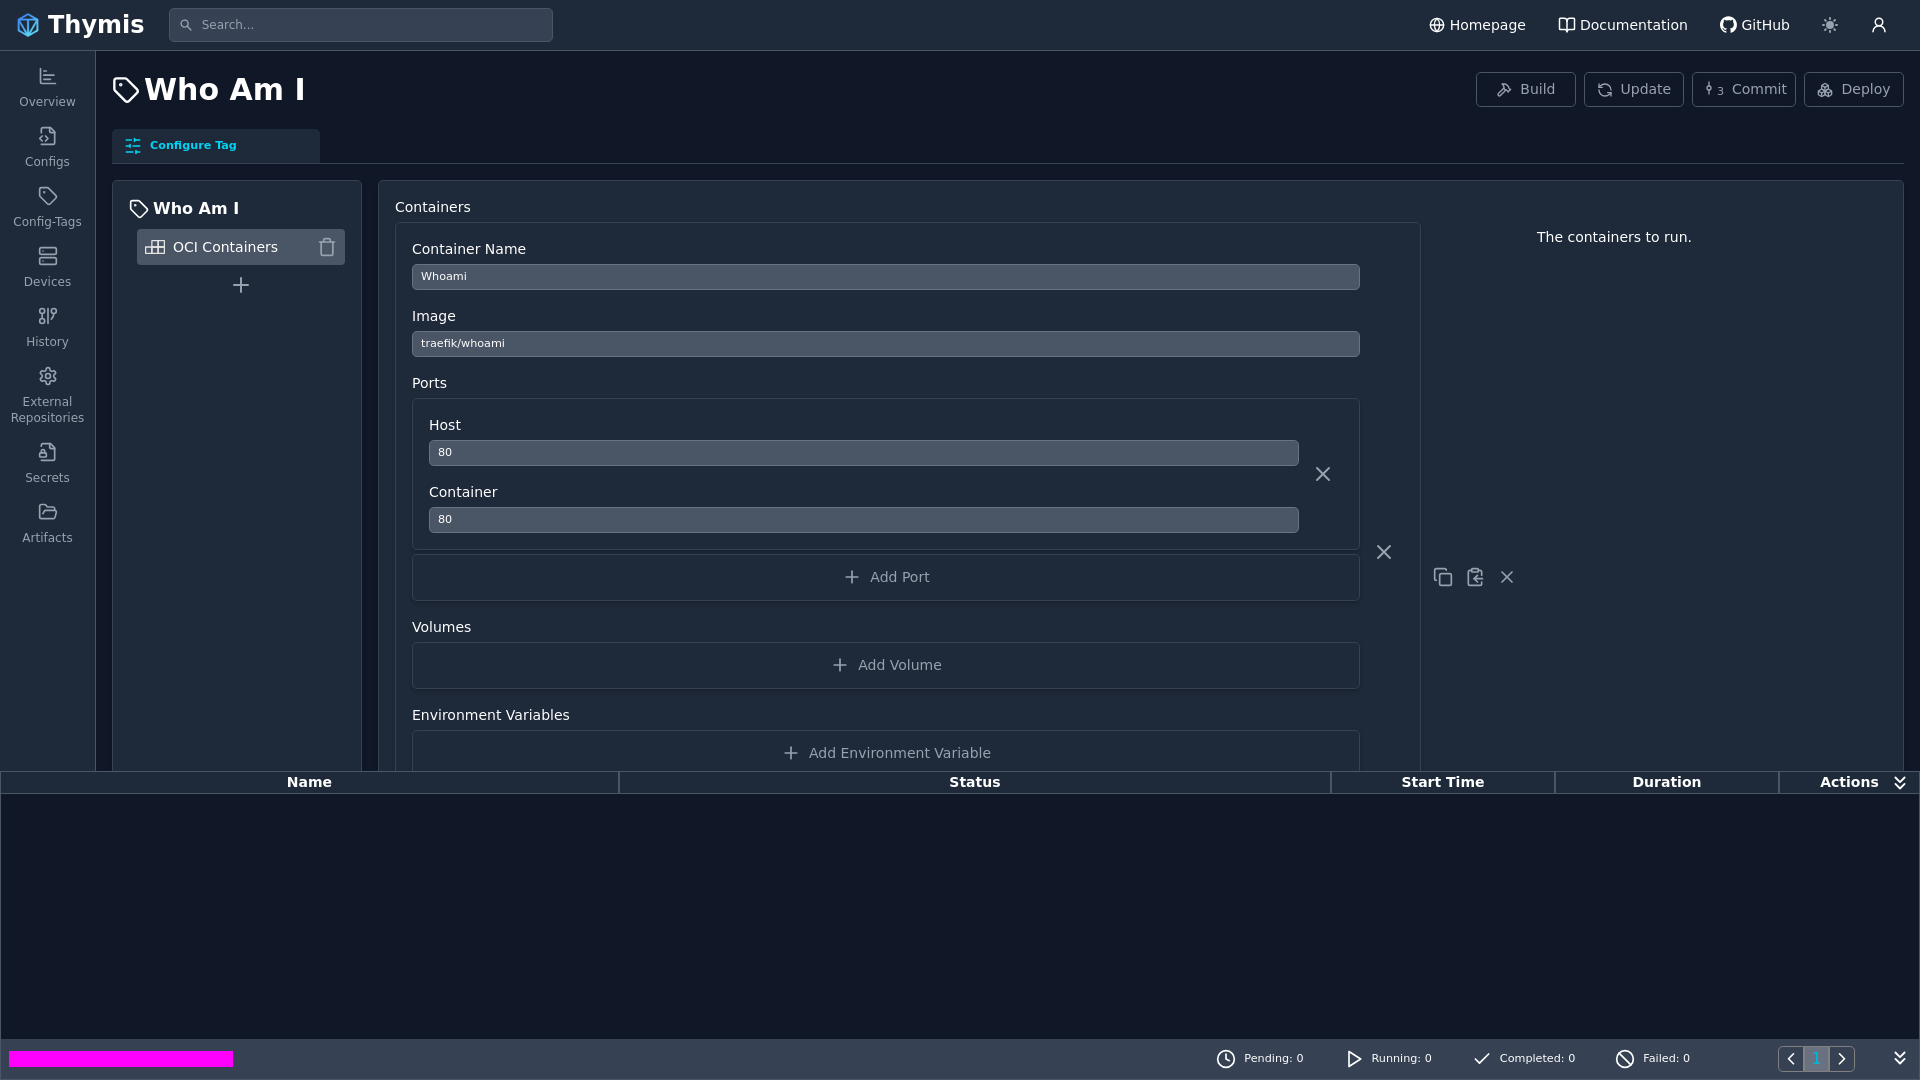 Thymis
Search...
Homepage
Documentation
GitHub
Overview
Configs
Config-Tags
Devices
History
External
Repositories
Secrets
Artifacts
Who Am I
Build
Update
3 Commit
Deploy
Configure Tag
Who Am I
OCI Containers
Containers
The containers to run.
Container Name
Whoami
Image
traefik/whoami
Ports
Host
80
Container
80
Add Port
Volumes
Add Volume
Environment Variables
Add Environment Variable
Name
Status
Start Time
Duration
Actions
Pending: 0
Running: 0
Completed: 0
Failed: 0
1